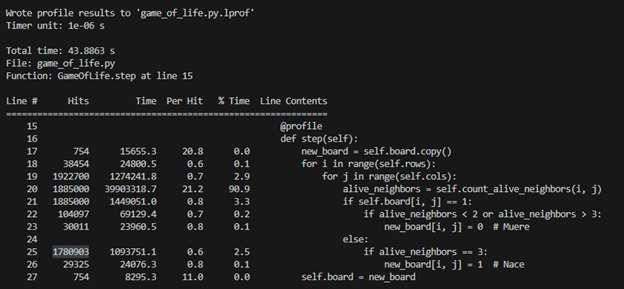 Wrote profile results to 'game_of_life.py.lprof'
Timer unit: 1e-06 s
Total time: 43.8863 s
File: game_of_life.py
Function: GameOfLife.step at line 15
Line #      Hits         Time  Per Hit   % Time  Line Contents
==============================================================
    15                                           @profile
    16                                           def step(self):
    17       754      15655.3     20.8      0.0      new_board = self.board.copy()
    18     38454      24800.5      0.6      0.1      for i in range(self.rows):
    19   1922700    1274241.8      0.7      2.9          for j in range(self.cols):
    20   1885000   39903318.7     21.2     90.9              alive_neighbors = self.count_alive_neighbors(i, j)
    21   1885000    1449051.0      0.8      3.3              if self.board[i, j] == 1:
    22    104097      69129.4      0.7      0.2                  if alive_neighbors < 2 or alive_neighbors > 3:
    23     30011      23960.5      0.8      0.1                      new_board[i, j] = 0  # Muere
    24                                                       else:
    25   1780903    1093751.1      0.6      2.5                  if alive_neighbors == 3:
    26     29325      24076.3      0.8      0.1                      new_board[i, j] = 1  # Nace
    27       754       8295.3     11.0      0.0      self.board = new_board